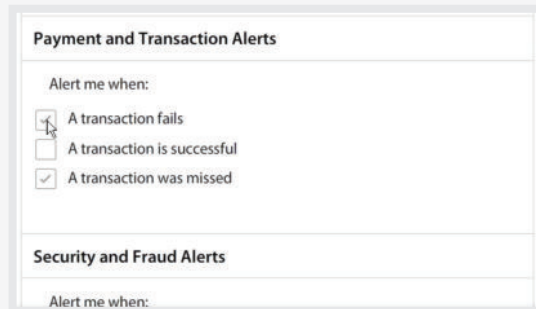 Payment and Transaction Alerts
Alert me when:
A transaction fails
A transaction is successful
A transaction was missed
Security and Fraud Alerts
Alert me when: